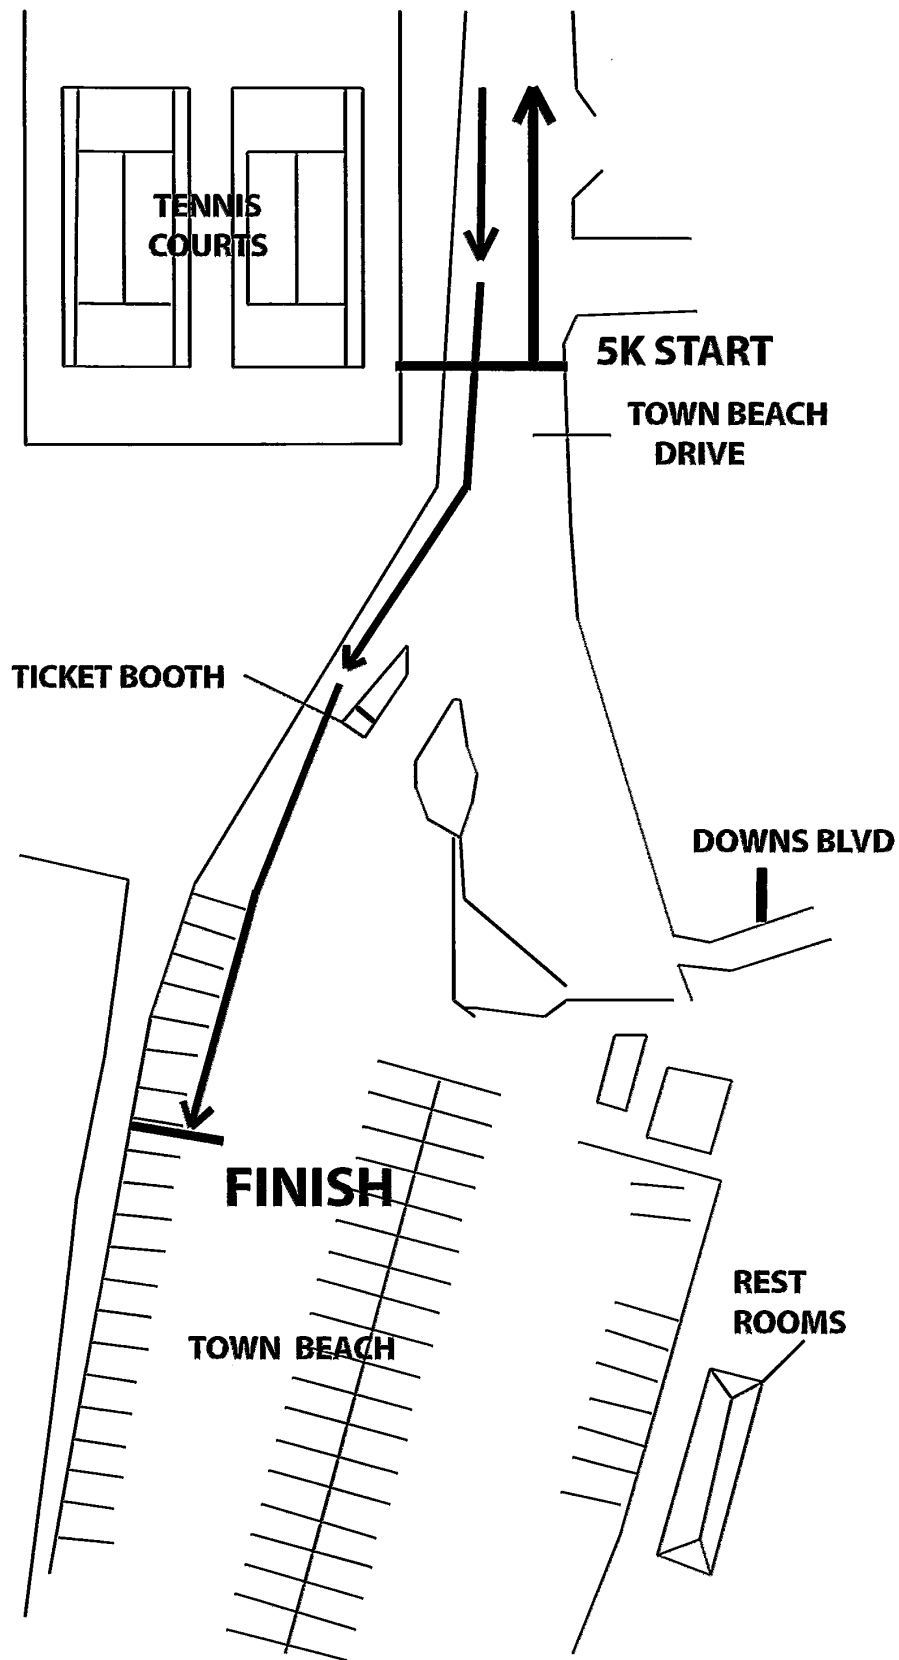 TENNIS
COURTS
5K START
TOWN BEACH
DRIVE
TICKET BOOTH
DOWNS BLVD
FINISH
REST
ROOMS
TOWN BEACH